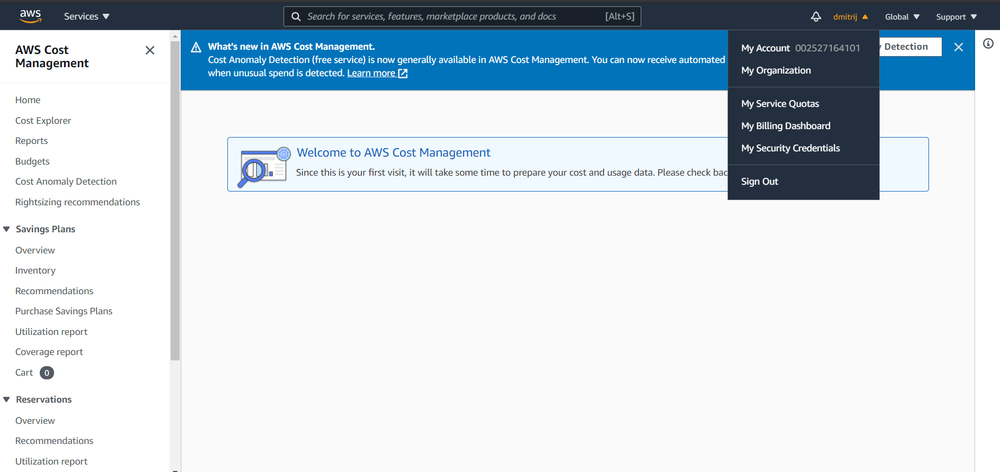 aws
Services
Search for services, features, marketplace products, and docs
[Alt+S]
dmitrij
Global
Support
AWS Cost
Management
Home
Cost Explorer
Reports
Budgets
Cost Anomaly Detection
Rightsizing recommendations
Savings Plans
Overview
Inventory
Recommendations
Purchase Savings Plans
Utilization report
Coverage report
Cart 0
Reservations
Overview
Recommendations
Utilization report
What's new in AWS Cost Management.
Cost Anomaly Detection (free service) is now generally available in AWS Cost Management. You can now receive automated
when unusual spend is detected. Learn more
Detection
Welcome to AWS Cost Management
Since this is your first visit, it will take some time to prepare your cost and usage data. Please check bac
My Account 002527164101
My Organization
My Service Quotas
My Billing Dashboard
My Security Credentials
Sign Out